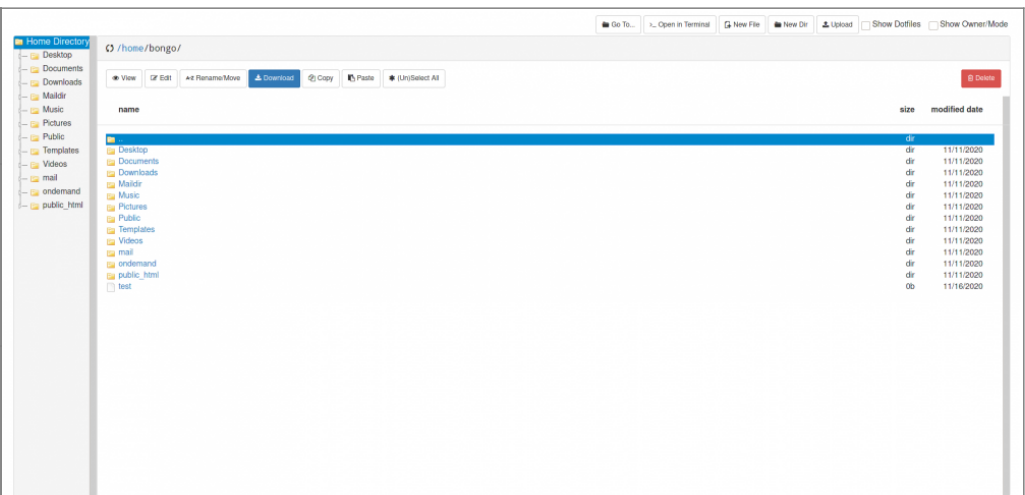 Go To... >_ Open in Terminal New File New Dir Upload Show Dotfiles Show Owner/Mode
Home Directory
Desktop
Documents
Downloads
Maildir
Music
Pictures
Public
Templates
Videos
mail
ondemand
public_html
/home/bongo/
View Edit Rename/Move Download Copy Paste (Un)Select All Delete
name size modified date
.. dir
Desktop dir 11/11/2020
Documents dir 11/11/2020
Downloads dir 11/11/2020
Maildir dir 11/11/2020
Music dir 11/11/2020
Pictures dir 11/11/2020
Public dir 11/11/2020
Templates dir 11/11/2020
Videos dir 11/11/2020
mail dir 11/11/2020
ondemand dir 11/11/2020
public_html dir 11/11/2020
test 0b 11/16/2020